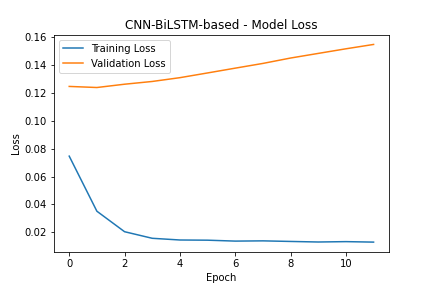 CNN-BiLSTM-based - Model Loss
0.16
0.14
0.12
0.10
0.08
0.06
0.04
0.02
Loss
Training Loss
Validation Loss
0 2 4 6 8 10
Epoch